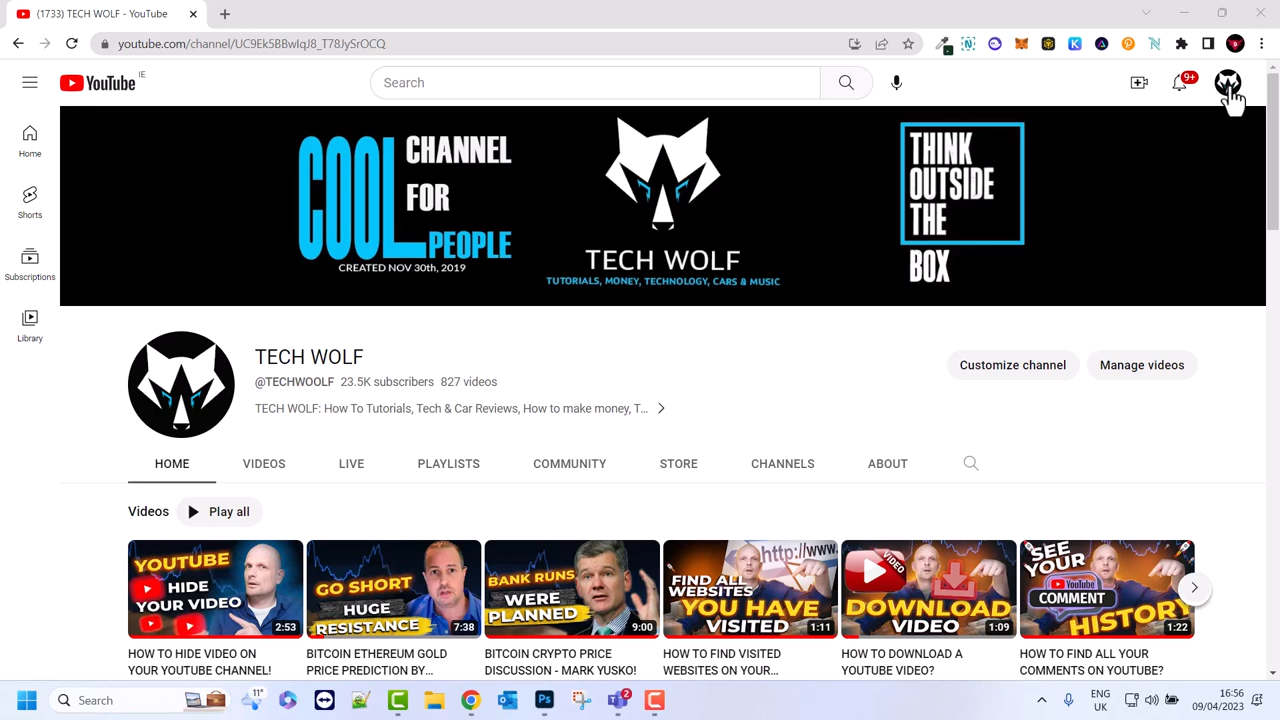 (1733) TECH WOLF - YouTube
youtube.com/channel/UC9Ek5BBwIqJ8_T78JySrOCQ
YouTube IE
Search
9+
Home
Shorts
Subscriptions
Library
COOL CHANNEL FOR PEOPLE
CREATED NOV 30th, 2019
TECH WOLF
TUTORIALS, MONEY, TECHNOLOGY, CARS & MUSIC
THINK
OUTSIDE
THE
BOX
TECH WOLF
@TECHWOOLF 23.5K subscribers 827 videos
TECH WOLF: How To Tutorials, Tech & Car Reviews, How to make money, T...
Customize channel
Manage videos
HOME VIDEOS LIVE PLAYLISTS COMMUNITY STORE CHANNELS ABOUT
Videos Play all
YOUTUBE
HIDE
YOUR VIDEO
2:53
GO SHORT
HUGE
RESISTANCE
7:38
BANK RUNS
WERE
PLANNED
9:00
http://www.
FIND ALL
WEBSITES
YOU HAVE
VISITED
1:11
VIDEO
DOWNLOAD
VIDEO
1:09
SEE
YOUR
YouTube
COMMENT
HISTORY
1:22
HOW TO HIDE VIDEO ON
YOUR YOUTUBE CHANNEL!
BITCOIN ETHEREUM GOLD
PRICE PREDICTION BY...
BITCOIN CRYPTO PRICE
DISCUSSION - MARK YUSKO!
HOW TO FIND VISITED
WEBSITES ON YOUR...
HOW TO DOWNLOAD A
YOUTUBE VIDEO?
HOW TO FIND ALL YOUR
COMMENTS ON YOUTUBE?
Search
11°
2
ENG
UK
16:56
09/04/2023